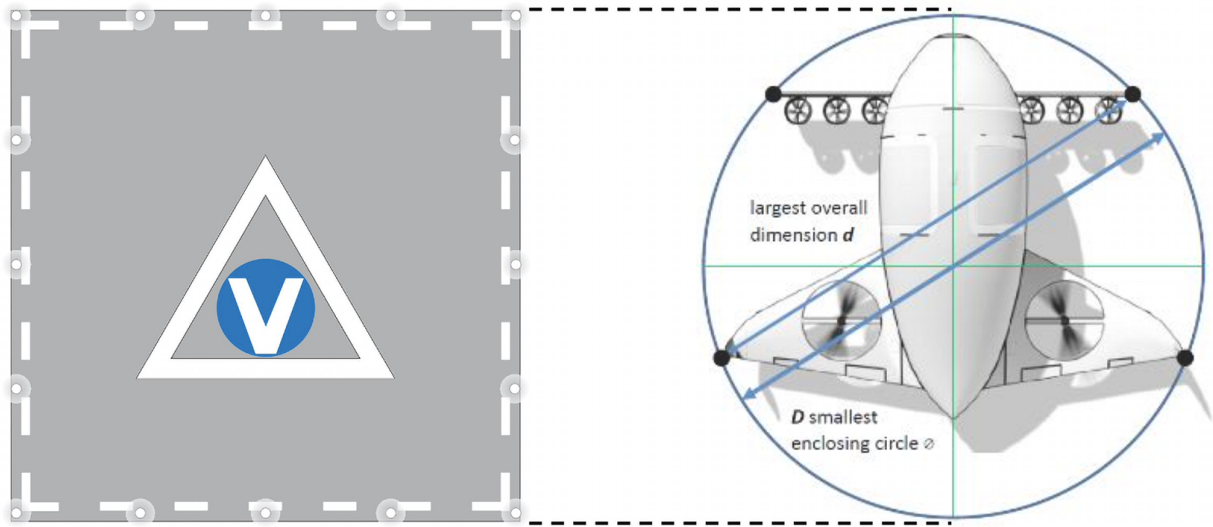 V
largest overall
dimension d
D smallest
enclosing circle ⌀